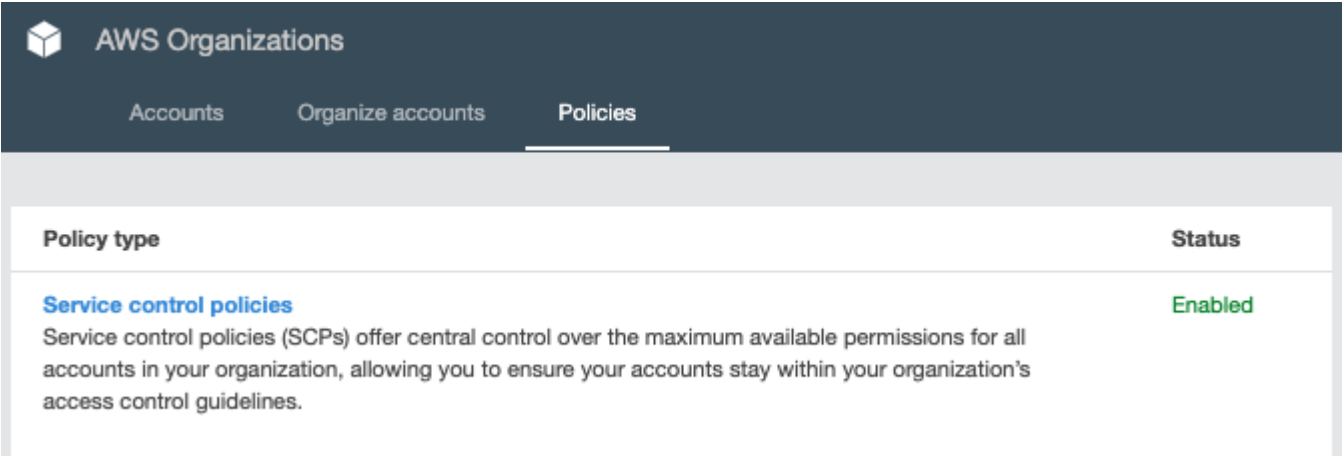 AWS Organizations
Accounts Organize accounts Policies
Policy type Status
Service control policies Enabled
Service control policies (SCPs) offer central control over the maximum available permissions for all
accounts in your organization, allowing you to ensure your accounts stay within your organization’s
access control guidelines.